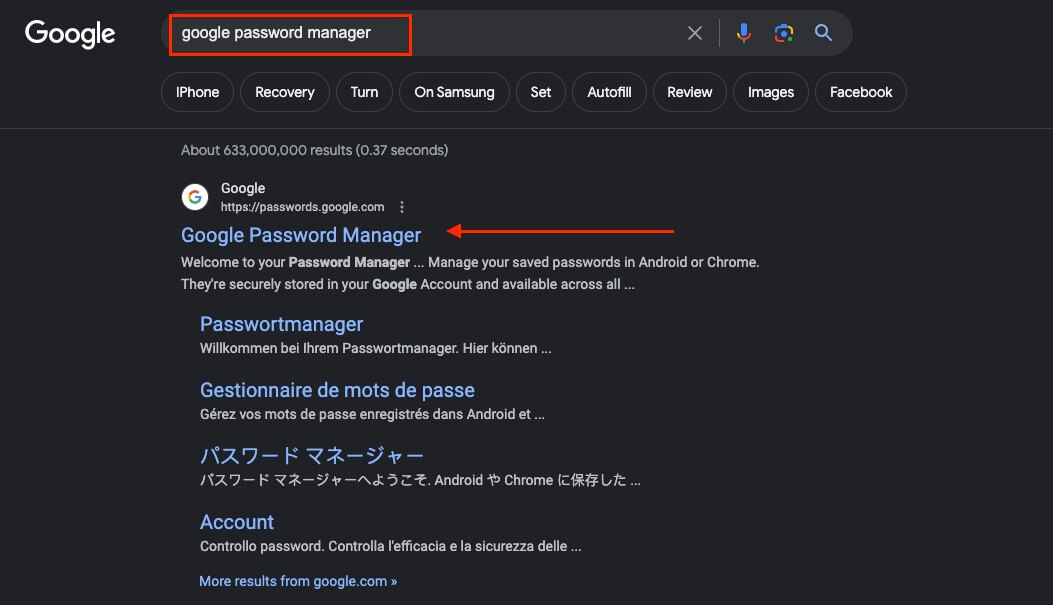 Google
google password manager
iPhone
Recovery
Turn
On Samsung
Set
Autofill
Review
Images
Facebook
About 633,000,000 results (0.37 seconds)
Google
https://passwords.google.com
Google Password Manager
Welcome to your Password Manager ... Manage your saved passwords in Android or Chrome.
They're securely stored in your Google Account and available across all ...
Passwortmanager
Willkommen bei Ihrem Passwortmanager. Hier können ...
Gestionnaire de mots de passe
Gérez vos mots de passe enregistrés dans Android et ...
パスワード マネージャー
パスワード マネージャーへようこそ. Android や Chrome に保存した ...
Account
Controllo password. Controlla l'efficacia e la sicurezza delle ...
More results from google.com »